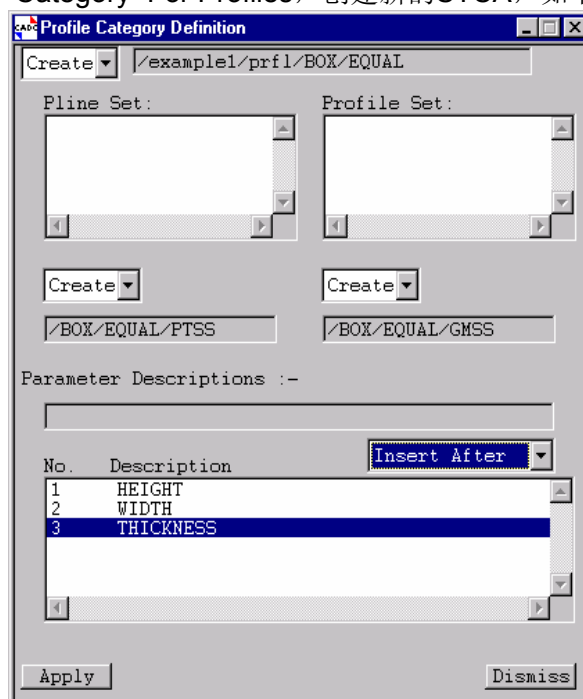 Category For Profiles，创建新的STCA，如
Profile Category Definition
Create /example1/prfl/BOX/EQUAL
Pline Set: Profile Set:
Create Create
/BOX/EQUAL/PTSS /BOX/EQUAL/GMSS
Parameter Descriptions :-
No. Description Insert After
1 HEIGHT
2 WIDTH
3 THICKNESS
Apply Dismiss